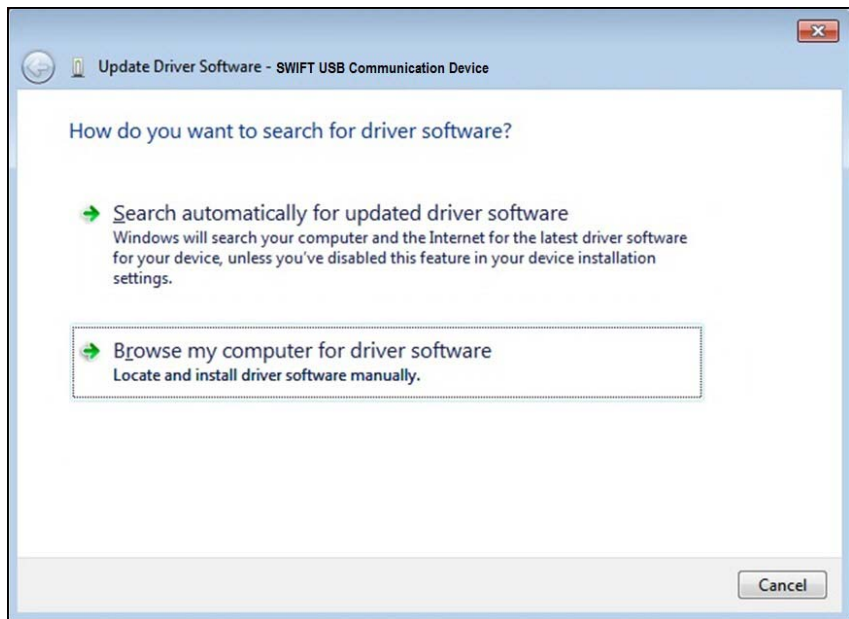 Update Driver Software - SWIFT USB Communication Device
How do you want to search for driver software?
Search automatically for updated driver software
Windows will search your computer and the Internet for the latest driver software
for your device, unless you've disabled this feature in your device installation
settings.
Browse my computer for driver software
Locate and install driver software manually.
Cancel